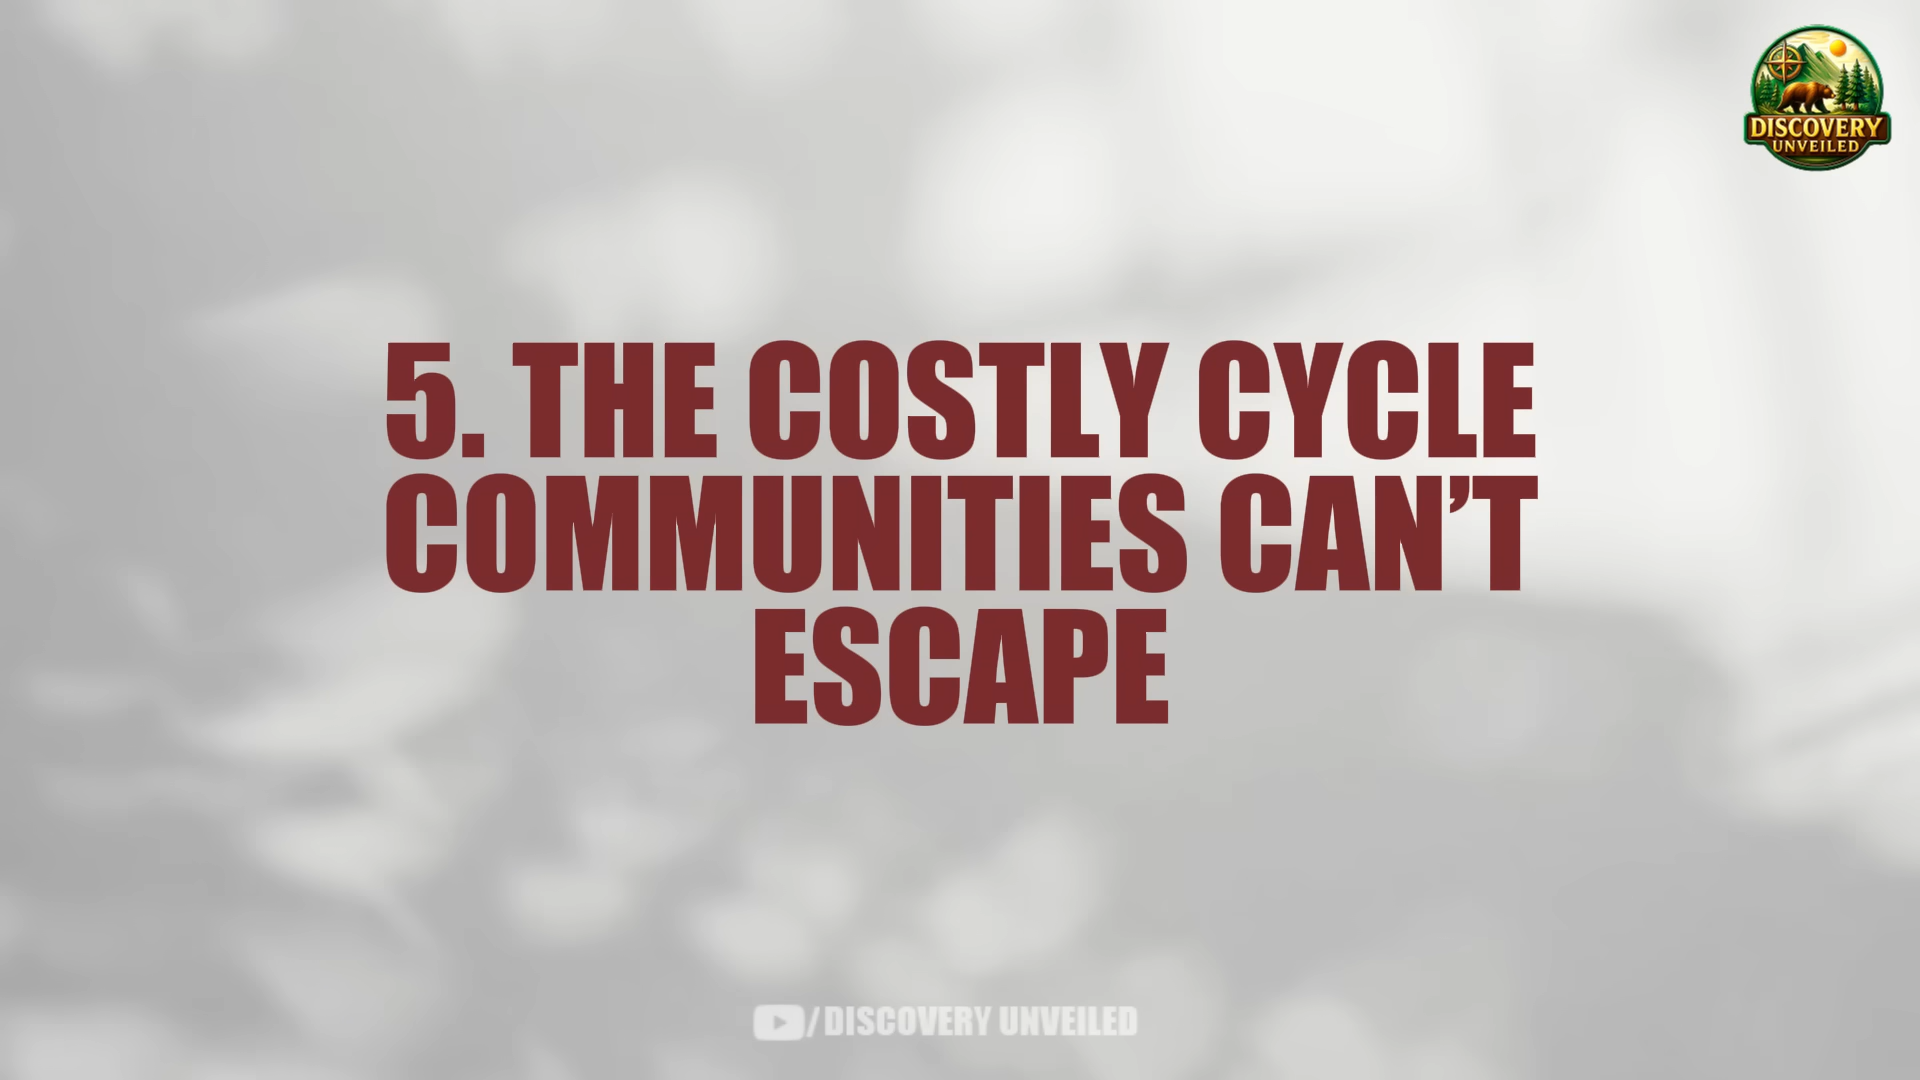 DISCOVERY
UNVEILED
5. THE COSTLY CYCLE
COMMUNITIES CAN’T
ESCAPE
/DISCOVERY UNVEILED